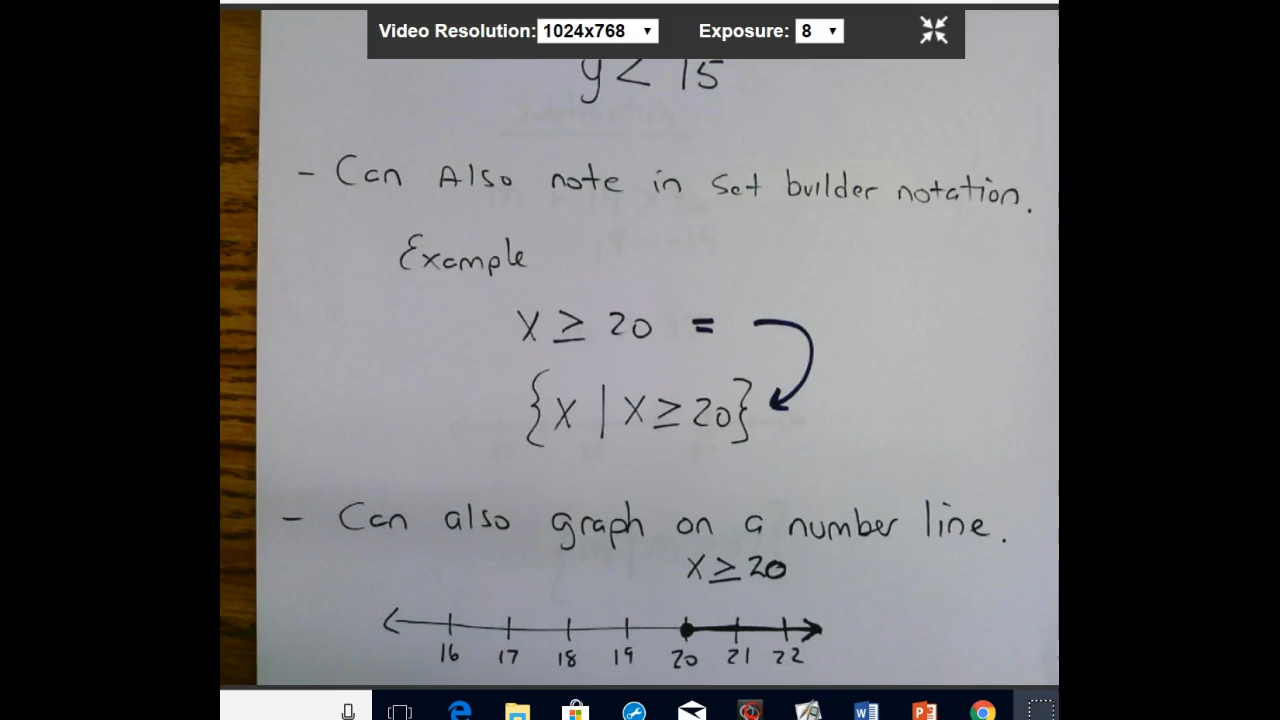 Video Resolution: 1024x768 Exposure: 8
y < 15
- Can Also note in set builder notation.
Example
x ≥ 20 =
{x | x ≥ 20}
- Can also graph on a number line.
x ≥ 20
16 17 18 19 20 21 22